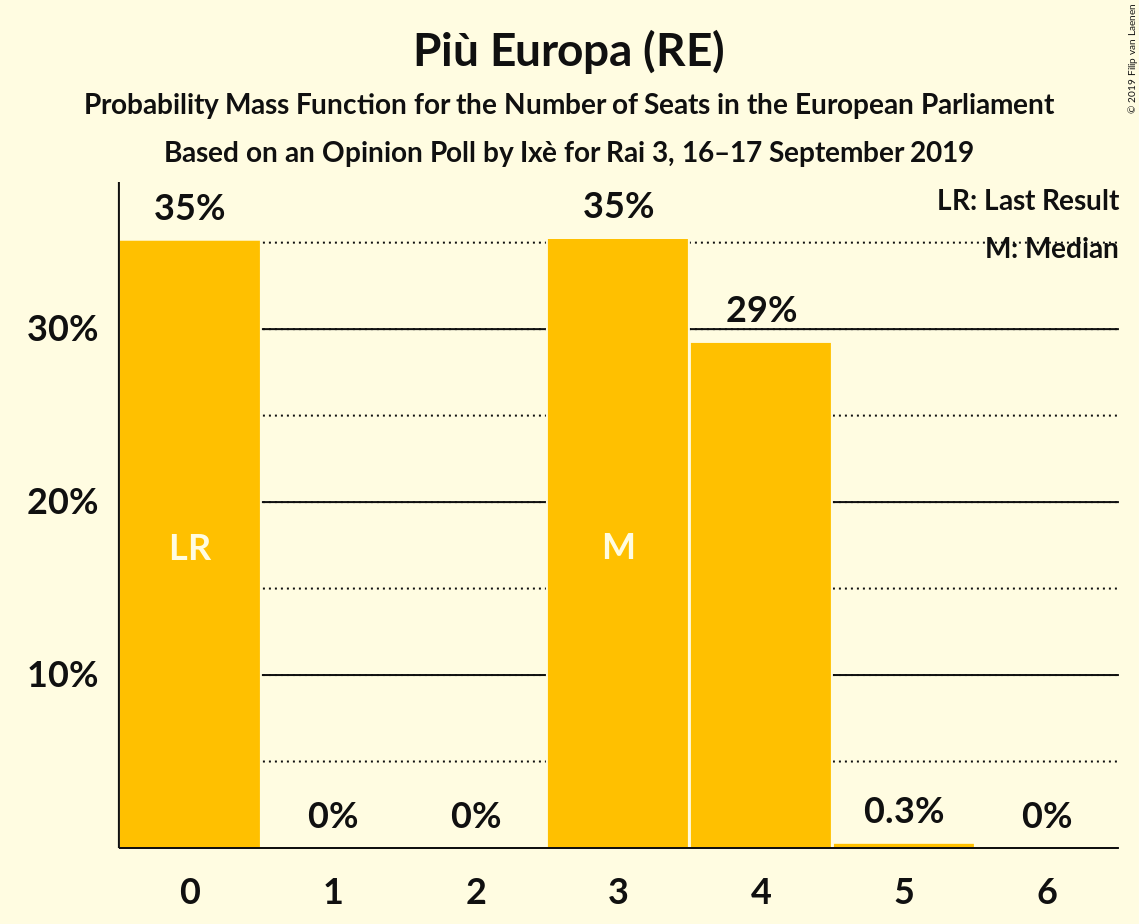 Più Europa (RE)
Probability Mass Function for the Number of Seats in the European Parliament
Based on an Opinion Poll by Ixè for Rai 3, 16–17 September 2019
© 2019 Filip van Laenen
LR: Last Result
M: Median
35%
35%
29%
30%
20%
LR
M
10%
0%
0%
0.3%
0%
0
1
2
3
4
5
6